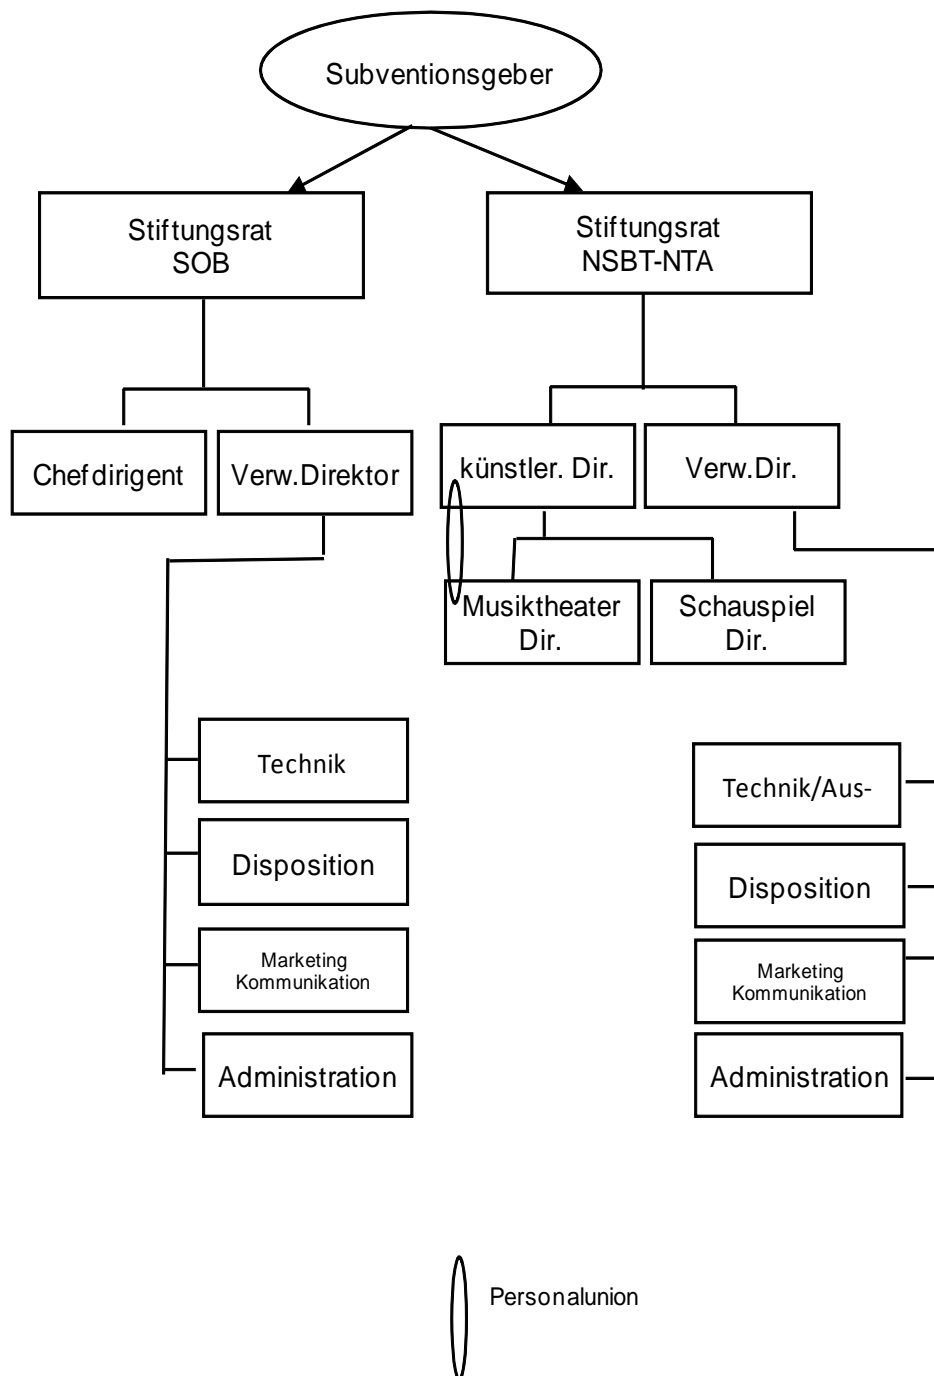 Subventionsgeber
Stiftungsrat
SOB
Stiftungsrat
NSBT-NTA
Chefdirigent
Verw.Direktor
künstler. Dir.
Verw.Dir.
Musiktheater
Dir.
Schauspiel
Dir.
Technik
Disposition
Marketing
Kommunikation
Administration
Technik/Aus-
Disposition
Marketing
Kommunikation
Administration
Personalunion